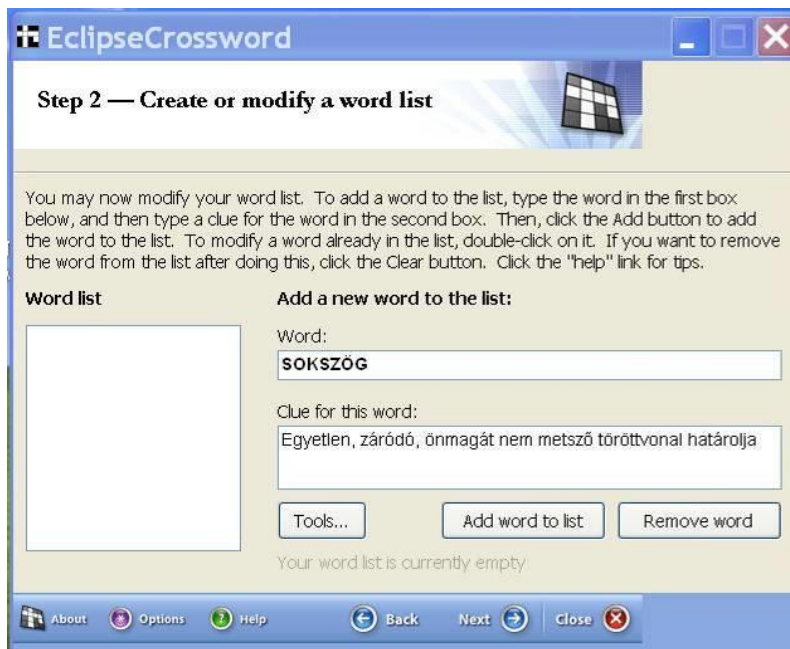 EclipseCrossword
Step 2 — Create or modify a word list
You may now modify your word list. To add a word to the list, type the word in the first box
below, and then type a clue for the word in the second box. Then, click the Add button to add
the word to the list. To modify a word already in the list, double-click on it. If you want to remove
the word from the list after doing this, click the Clear button. Click the "help" link for tips.
Word list
Add a new word to the list:
Word:
SOKSZÖG
Clue for this word:
Egyetlen, záródó, önmagát nem metsző töröttvonal határolja
Tools... Add word to list Remove word
Your word list is currently empty
About Options Help Back Next Close